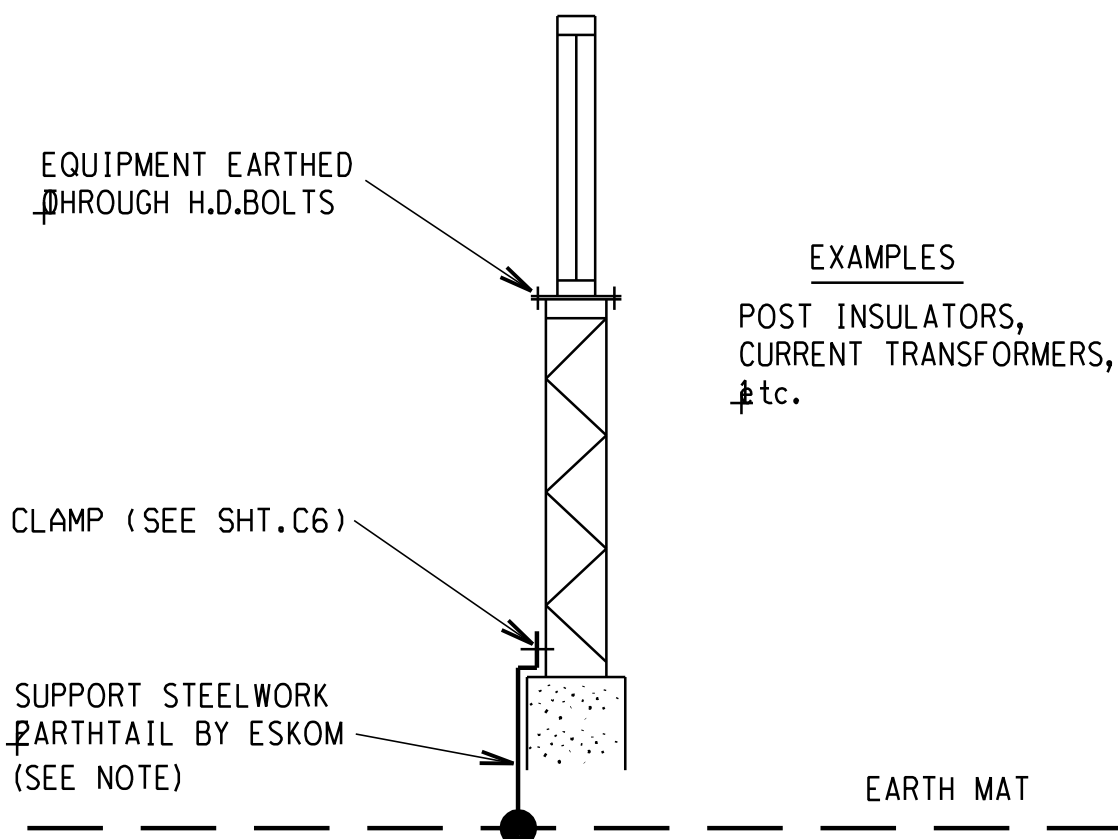 EQUIPMENT EARTHED
THROUGH H.D.BOLTS
EXAMPLES
POST INSULATORS,
CURRENT TRANSFORMERS,
etc.
CLAMP (SEE SHT.C6)
SUPPORT STEELWORK
EARTHTAIL BY ESKOM
(SEE NOTE)
EARTH MAT